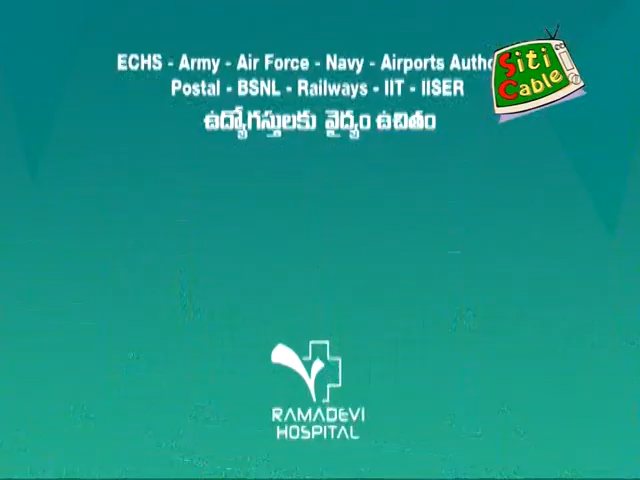 ECHS - Army - Air Force - Navy - Airports Autho
Postal - BSNL - Railways - IIT - IISER
ఉద్యోగస్తులకు వైద్యం ఉచితం
Siti
Cable
RAMADEVI
HOSPITAL